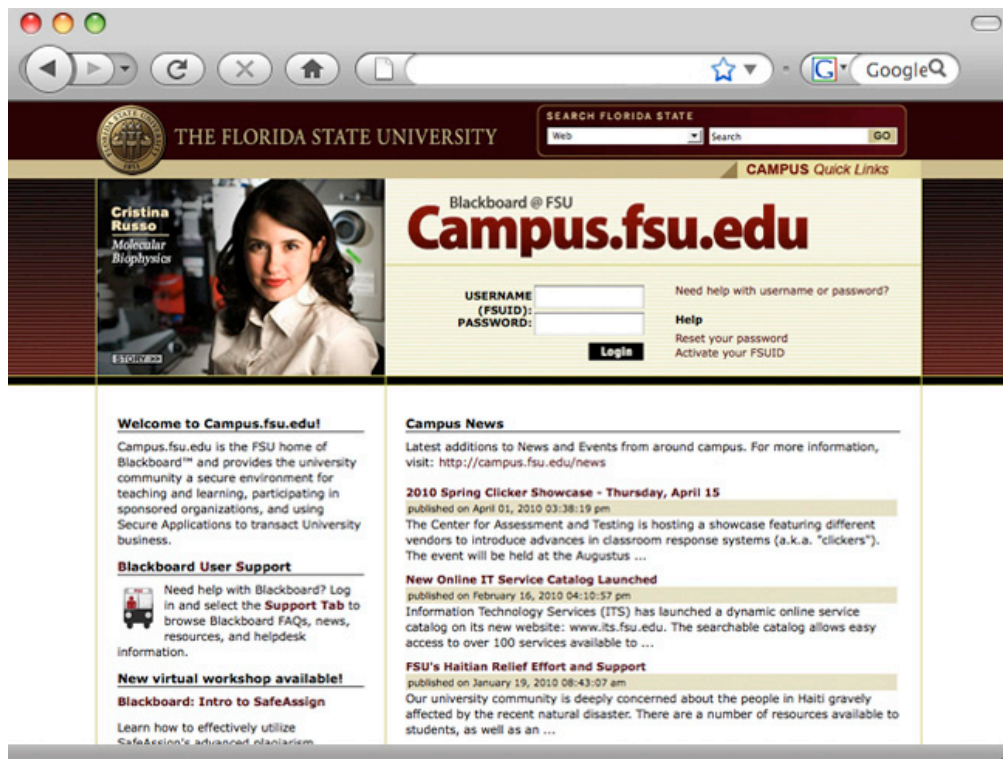 Google
THE FLORIDA STATE UNIVERSITY
SEARCH FLORIDA STATE
Web
Search
GO
CAMPUS Quick Links
Cristina
Russo
Molecular
Biophysics
STORY >>
Blackboard @ FSU
Campus.fsu.edu
USERNAME
(FSUID):
PASSWORD:
Login
Need help with username or password?
Help
Reset your password
Activate your FSUID
Welcome to Campus.fsu.edu!
Campus.fsu.edu is the FSU home of
Blackboard™ and provides the university
community a secure environment for
teaching and learning, participating in
sponsored organizations, and using
Secure Applications to transact University
business.
Blackboard User Support
Need help with Blackboard? Log
in and select the Support Tab to
browse Blackboard FAQs, news,
resources, and helpdesk
information.
New virtual workshop available!
Blackboard: Intro to SafeAssign
Learn how to effectively utilize
SafeAssign's advanced plagiarism
Campus News
Latest additions to News and Events from around campus. For more information,
visit: http://campus.fsu.edu/news
2010 Spring Clicker Showcase - Thursday, April 15
published on April 01, 2010 03:38:19 pm
The Center for Assessment and Testing is hosting a showcase featuring different
vendors to introduce advances in classroom response systems (a.k.a. "clickers").
The event will be held at the Augustus ...
New Online IT Service Catalog Launched
published on February 16, 2010 04:10:57 pm
Information Technology Services (ITS) has launched a dynamic online service
catalog on its new website: www.its.fsu.edu. The searchable catalog allows easy
access to over 100 services available to ...
FSU's Haitian Relief Effort and Support
published on January 19, 2010 08:43:07 am
Our university community is deeply concerned about the people in Haiti gravely
affected by the recent natural disaster. There are a number of resources available to
students, as well as an ...